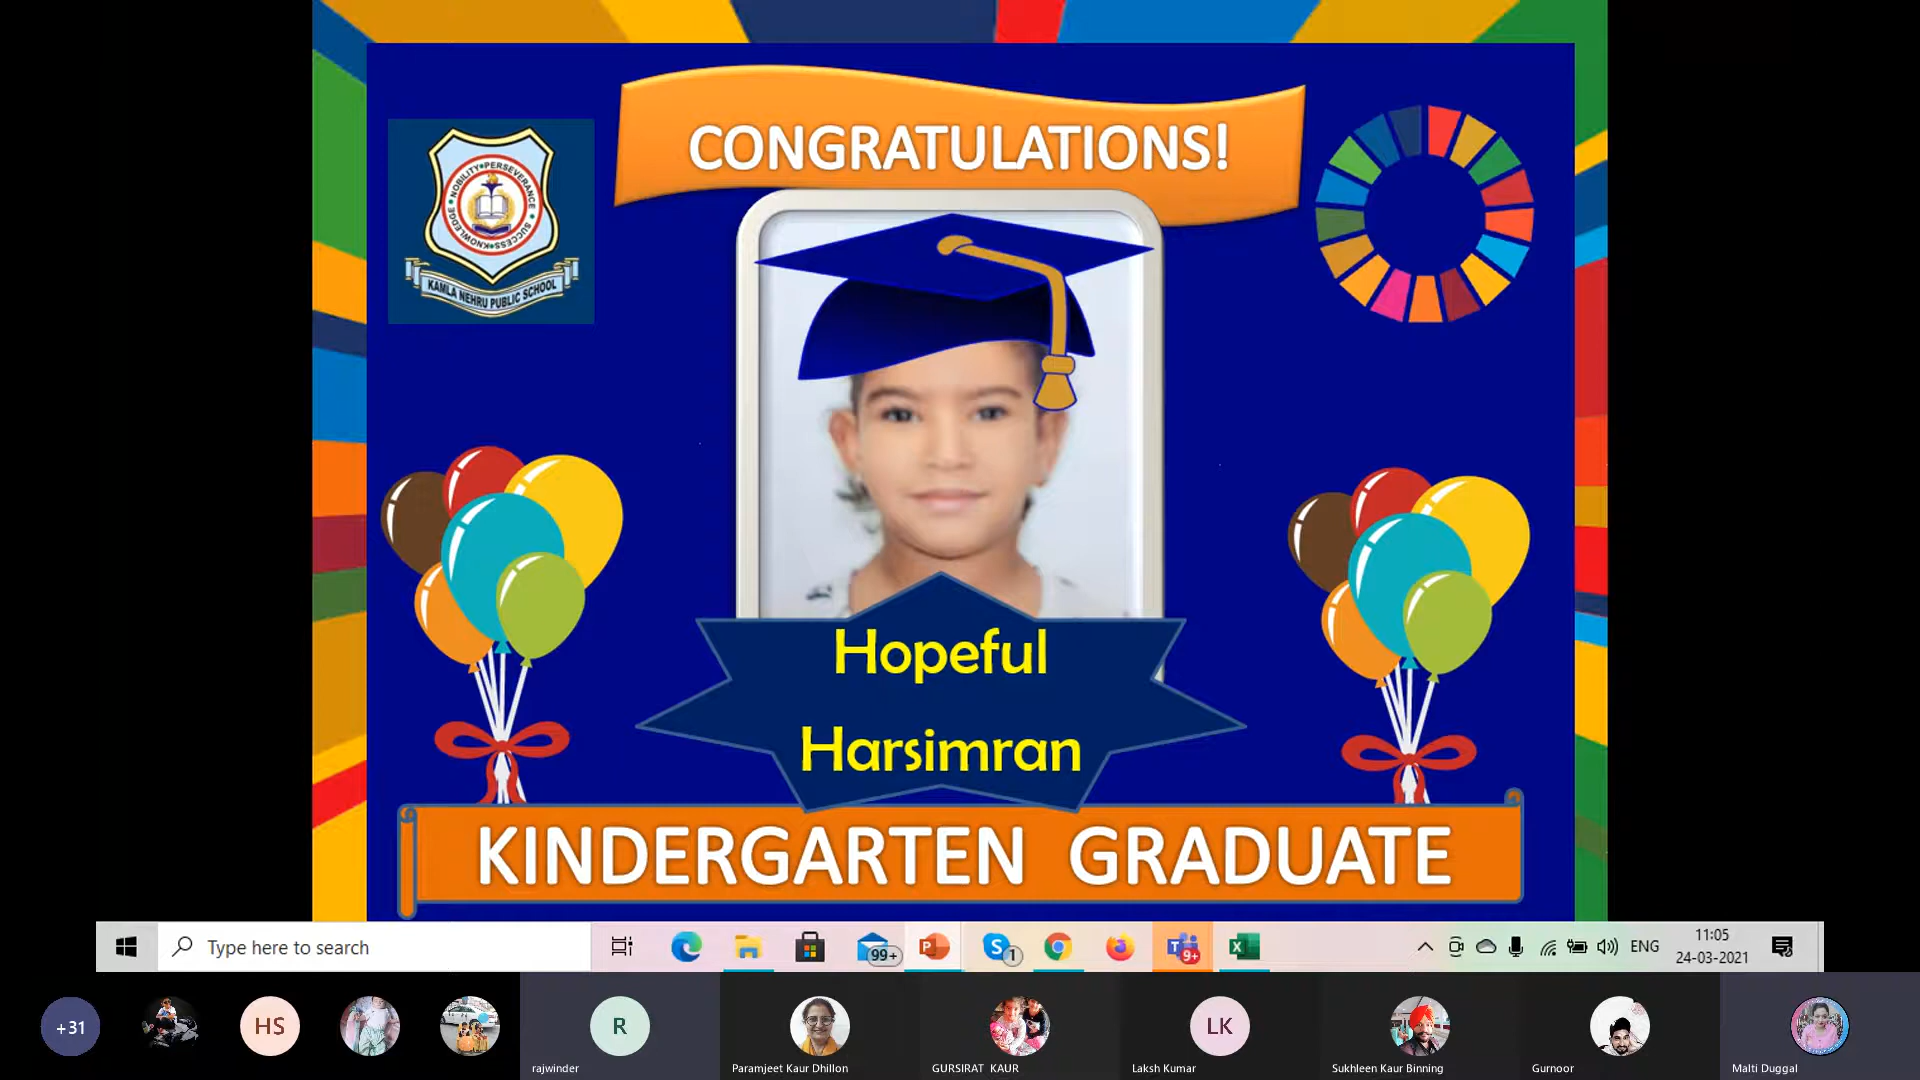 CONGRATULATIONS!
NOBILITY•PERSEVERANCE•SUCCESS•KNOWLEDGE•
KAMLA NEHRU PUBLIC SCHOOL
Hopeful
Harsimran
KINDERGARTEN GRADUATE
Type here to search
99+
1
9+
ENG
11:05
24-03-2021
+31
HS
R
LK
rajwinder
Paramjeet Kaur Dhillon
GURSIRAT KAUR
Laksh Kumar
Sukhleen Kaur Binning
Gurnoor
Malti Duggal